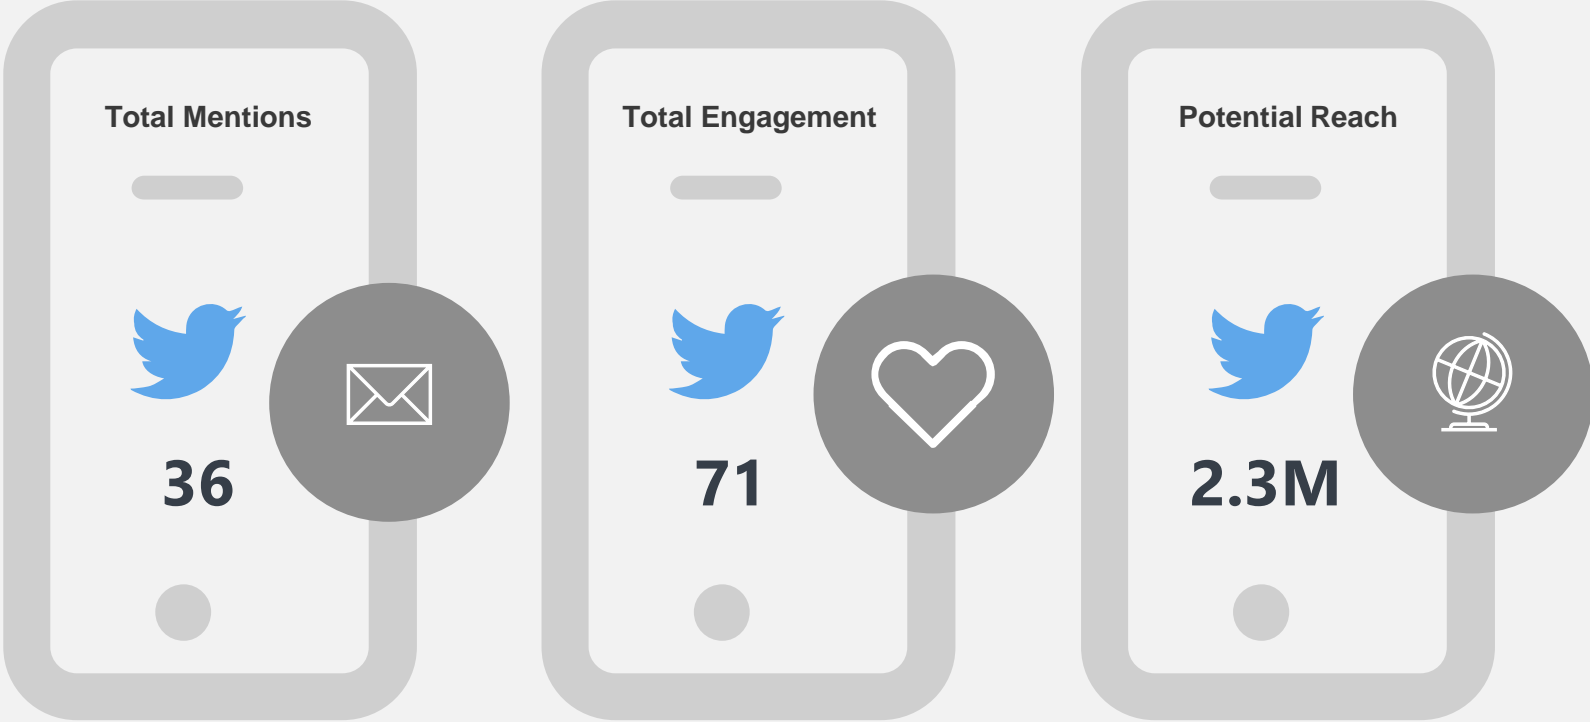 Total Mentions
36
Total Engagement
71
Potential Reach
2.3M